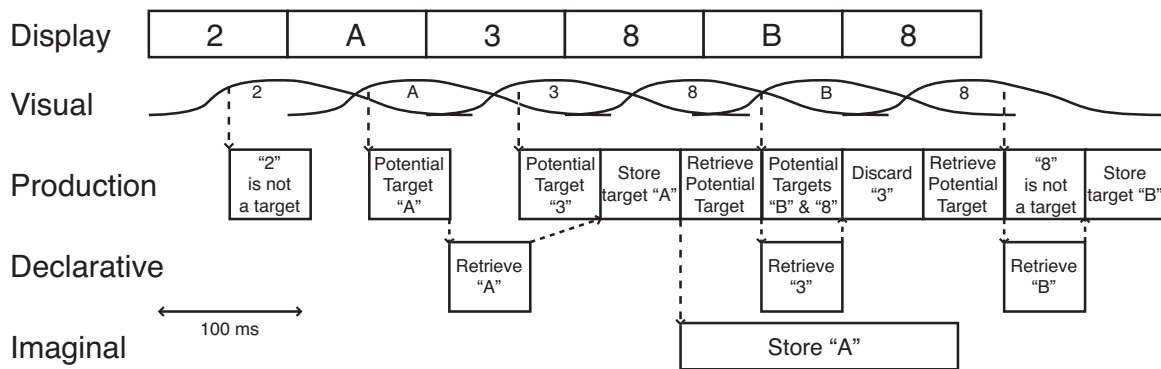 Display 2 A 3 8 B 8
Visual 2 A 3 8 B 8
Production
“2”
is not
a target
Potential
Target
“A”
Potential
Target
“3”
Store
target “A”
Retrieve
Potential
Target
Potential
Targets
“B” & “8”
Discard
“3”
Retrieve
Potential
Target
“8”
is not
a target
Store
target “B”
Declarative
Retrieve
“A”
Retrieve
“3”
Retrieve
“B”
100 ms
Imaginal
Store “A”